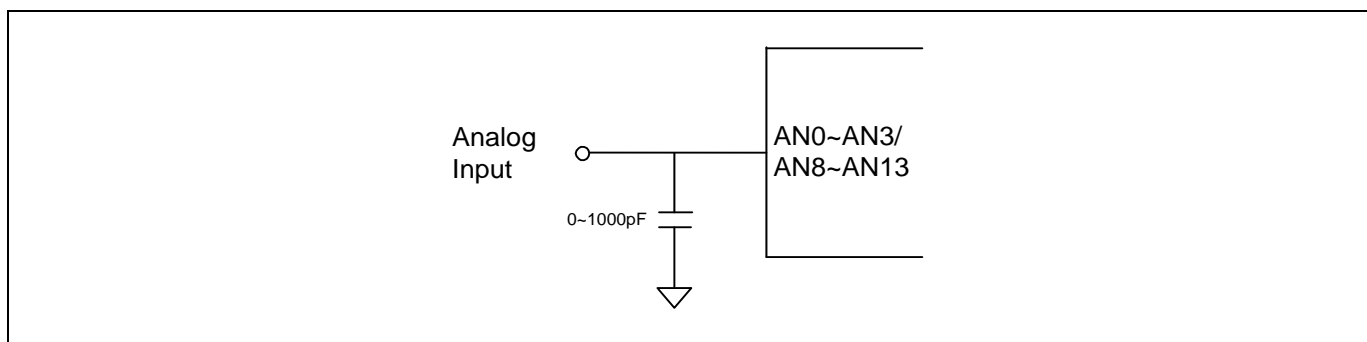 Analog
Input
AN0~AN3/
AN8~AN13
0~1000pF